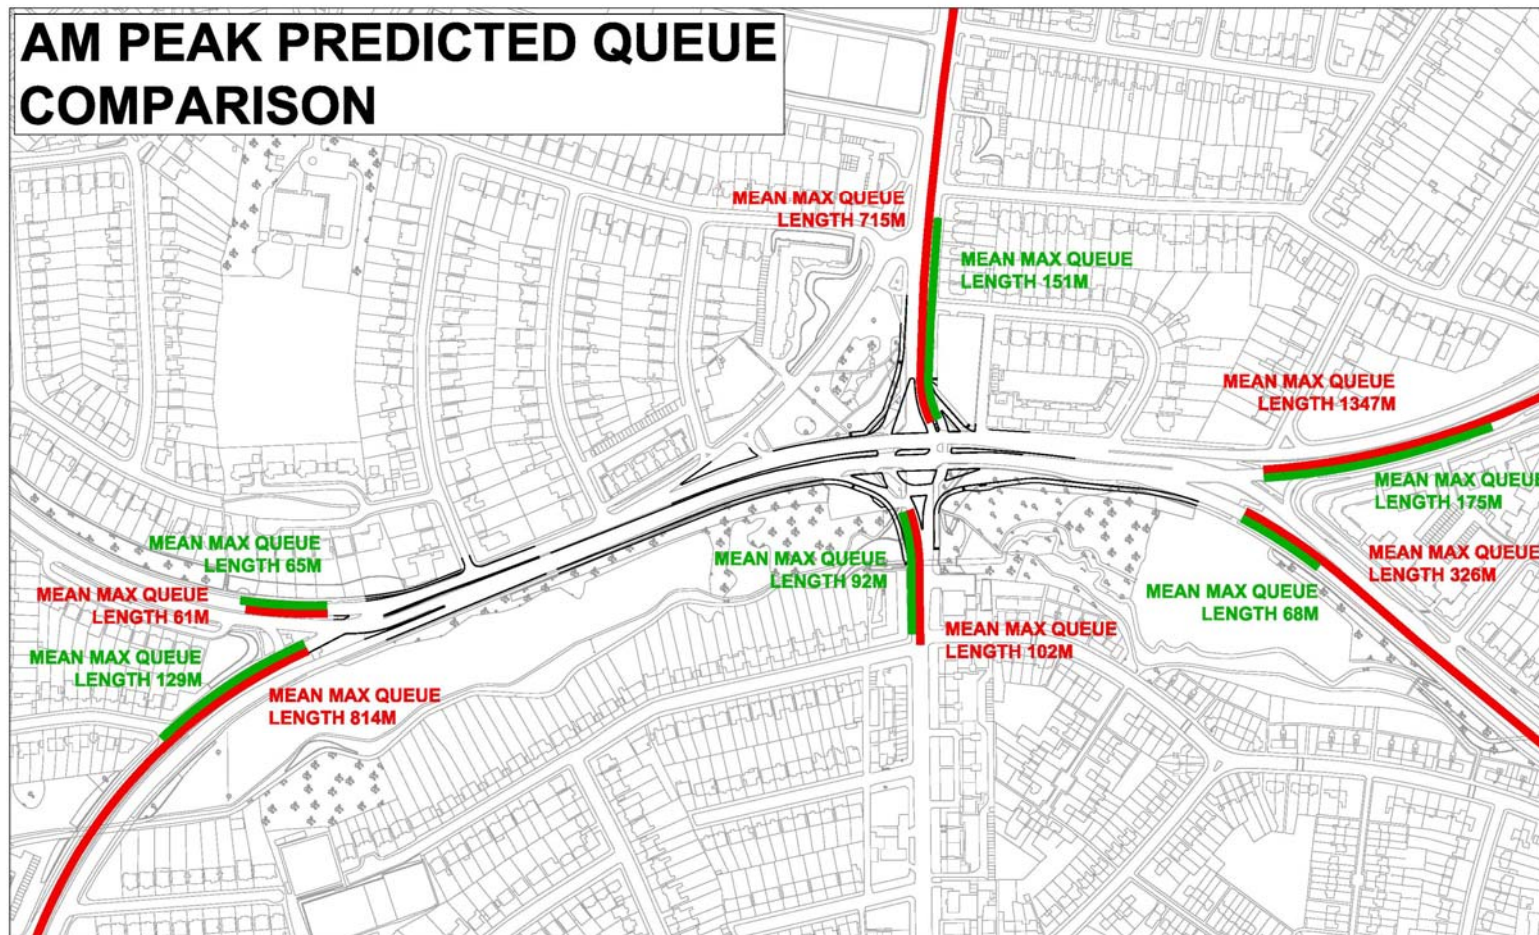 AM PEAK PREDICTED QUEUE
COMPARISON
MEAN MAX QUEUE
LENGTH 715M
MEAN MAX QUEUE
LENGTH 151M
MEAN MAX QUEUE
LENGTH 1347M
MEAN MAX QUEUE
LENGTH 175M
MEAN MAX QUEUE
LENGTH 65M
MEAN MAX QUEUE
LENGTH 92M
MEAN MAX QUEUE
LENGTH 326M
MEAN MAX QUEUE
LENGTH 61M
MEAN MAX QUEUE
LENGTH 68M
MEAN MAX QUEUE
LENGTH 102M
MEAN MAX QUEUE
LENGTH 129M
MEAN MAX QUEUE
LENGTH 814M